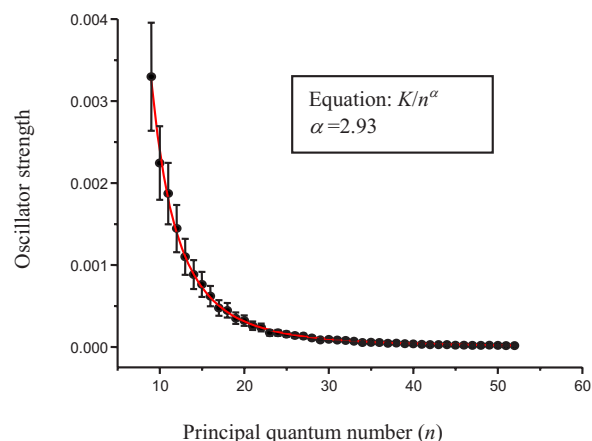 0.004
0.003
0.002
0.001
0.000
Oscillator strength
Equation: K/n^α
α =2.93
10 20 30 40 50 60
Principal quantum number (n)